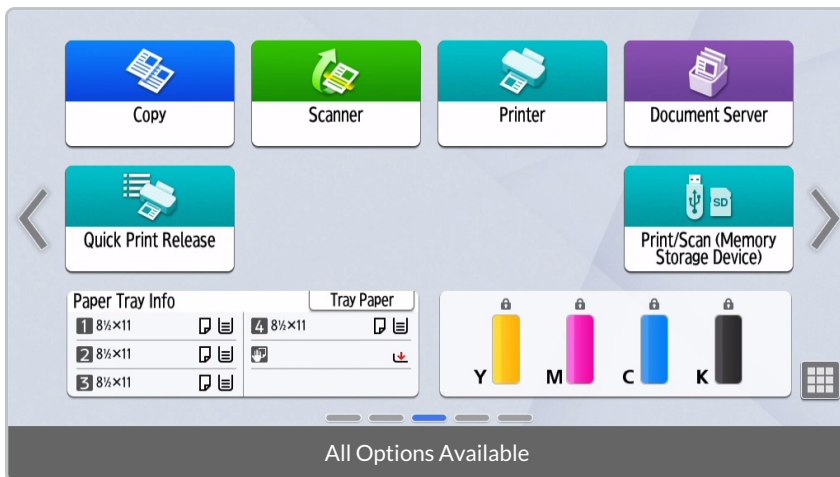 Copy
Scanner
Printer
Document Server
SD
Quick Print Release
Print/Scan (Memory
Storage Device)
Paper Tray Info
Tray Paper
1 8½×11
4 8½×11
2 8½×11
3 8½×11
Y
M
C
K
All Options Available